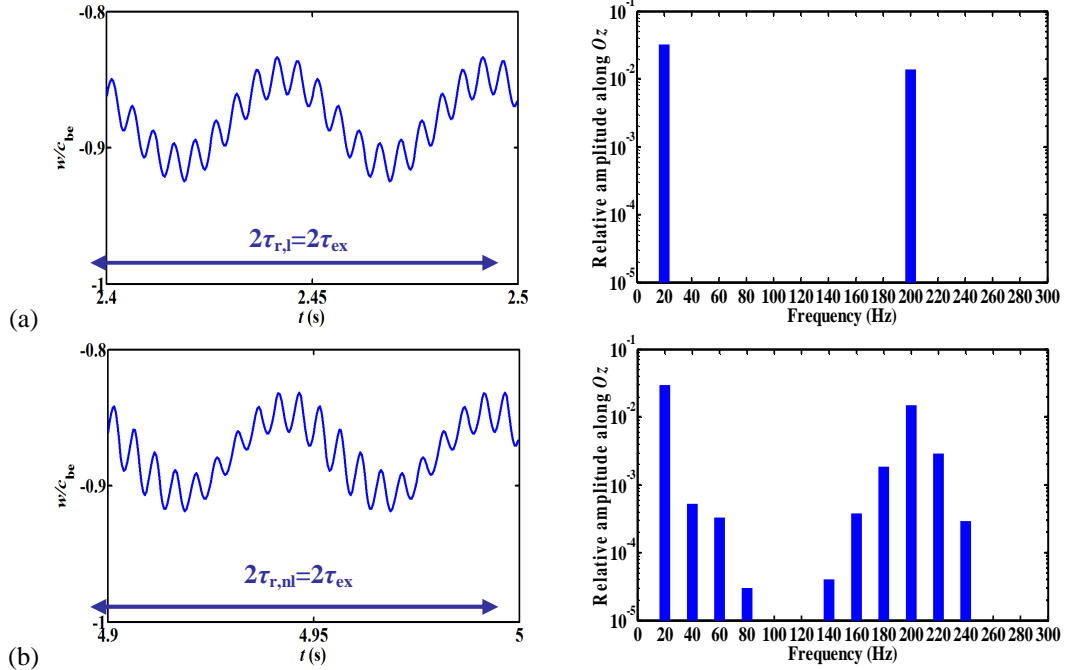 -0.8
-0.9
-1
w/c_be
2τ_r,l=2τ_ex
2.4 2.45 2.5
t (s)
(a)
10^-1
10^-2
10^-3
10^-4
10^-5
Relative amplitude along Oz
0 20 40 60 80 100 120 140 160 180 200 220 240 260 280 300
Frequency (Hz)
-0.8
-0.9
-1
w/c_be
2τ_r,nl=2τ_ex
4.9 4.95 5
t (s)
(b)
10^-1
10^-2
10^-3
10^-4
10^-5
Relative amplitude along Oz
0 20 40 60 80 100 120 140 160 180 200 220 240 260 280 300
Frequency (Hz)